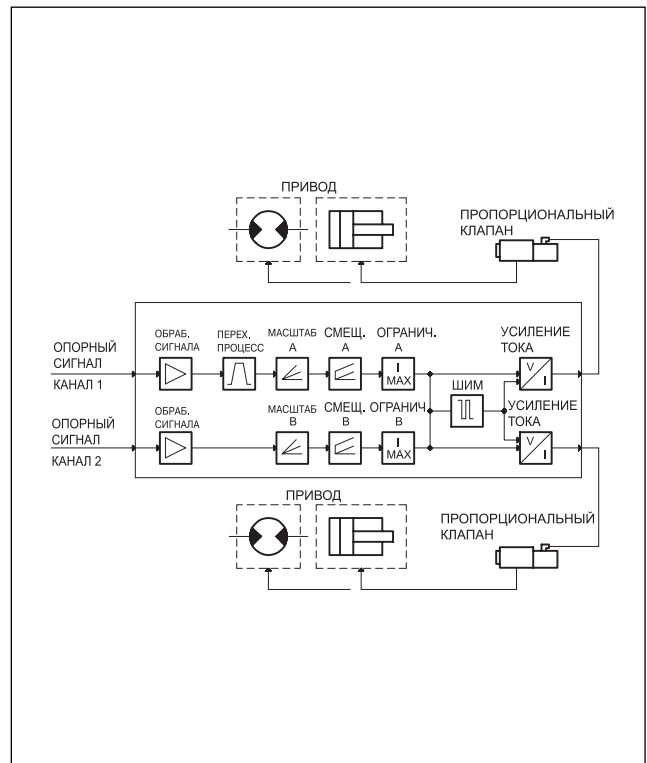 ПРИВОД
ПРОПОРЦИОНАЛЬНЫЙ
КЛАПАН
ОПОРНЫЙ
СИГНАЛ
КАНАЛ 1
ОБРАБ.
СИГНАЛА
ПЕРЕХ.
ПРОЦЕСС
МАСШТАБ
A
СМЕЩ.
A
ОГРАНИЧ.
A
I
MAX
УСИЛЕНИЕ
ТОКА
V
I
ШИМ
ОПОРНЫЙ
СИГНАЛ
КАНАЛ 2
ОБРАБ.
СИГНАЛА
МАСШТАБ
B
СМЕЩ.
B
ОГРАНИЧ.
B
I
MAX
УСИЛЕНИЕ
ТОКА
V
I
ПРИВОД
ПРОПОРЦИОНАЛЬНЫЙ
КЛАПАН